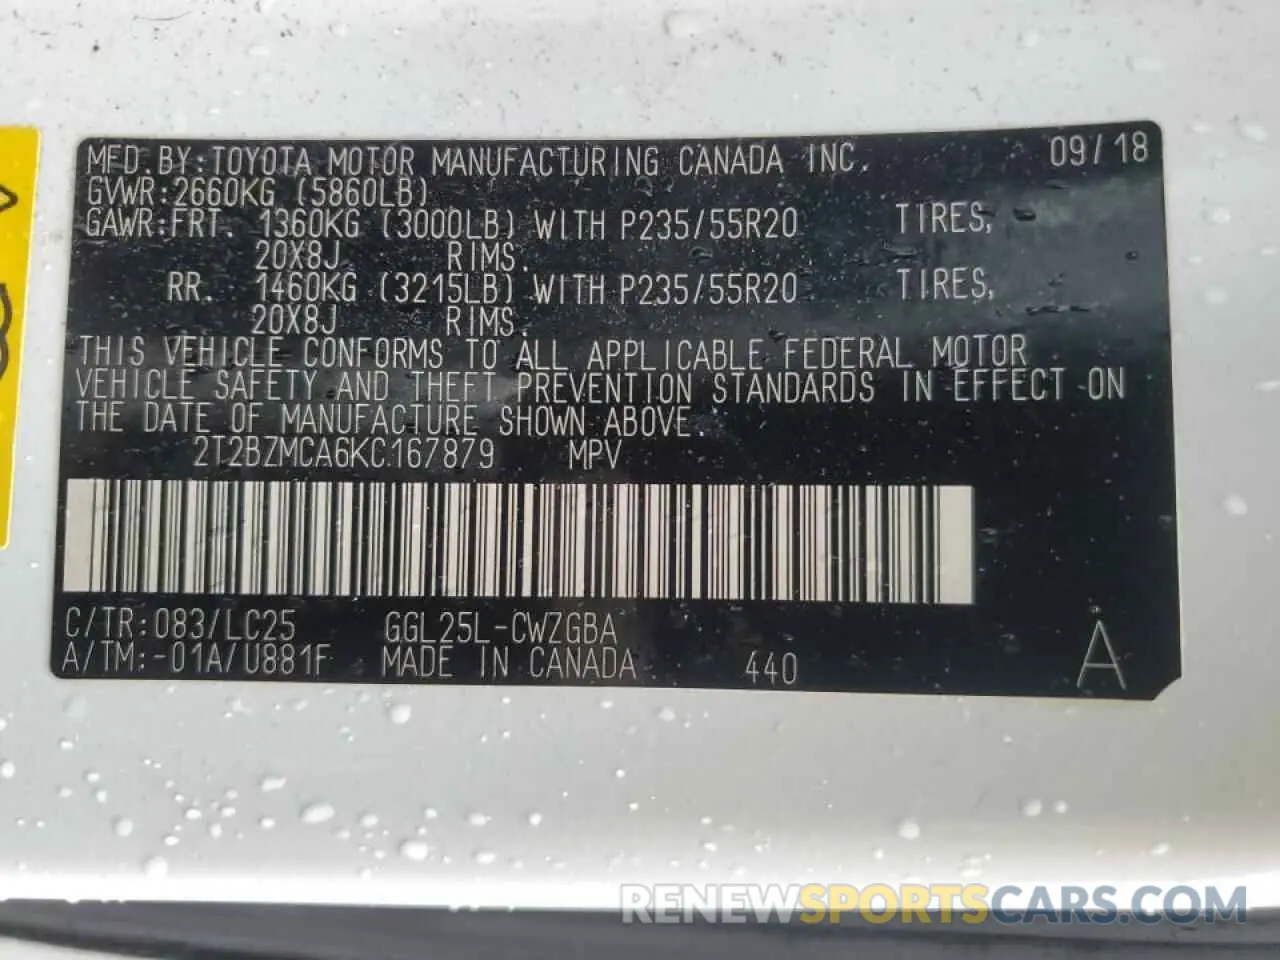 MFD.BY:TOYOTA MOTOR MANUFACTURING CANADA INC. 09/18
GVWR:2660KG (5860LB)
GAWR:FRT. 1360KG (3000LB) WITH P235/55R20 TIRES,
20X8J RIMS.
RR. 1460KG (3215LB) WITH P235/55R20 TIRES,
20X8J RIMS.
THIS VEHICLE CONFORMS TO ALL APPLICABLE FEDERAL MOTOR
VEHICLE SAFETY AND THEFT PREVENTION STANDARDS IN EFFECT ON
THE DATE OF MANUFACTURE SHOWN ABOVE.
2T2BZMCA6KC167879 MPV
C/TR:083/LC25 GGL25L-CWZGBA
A/TM:-01A/U881F MADE IN CANADA 440 A
RENEWSPORTSCARS.COM